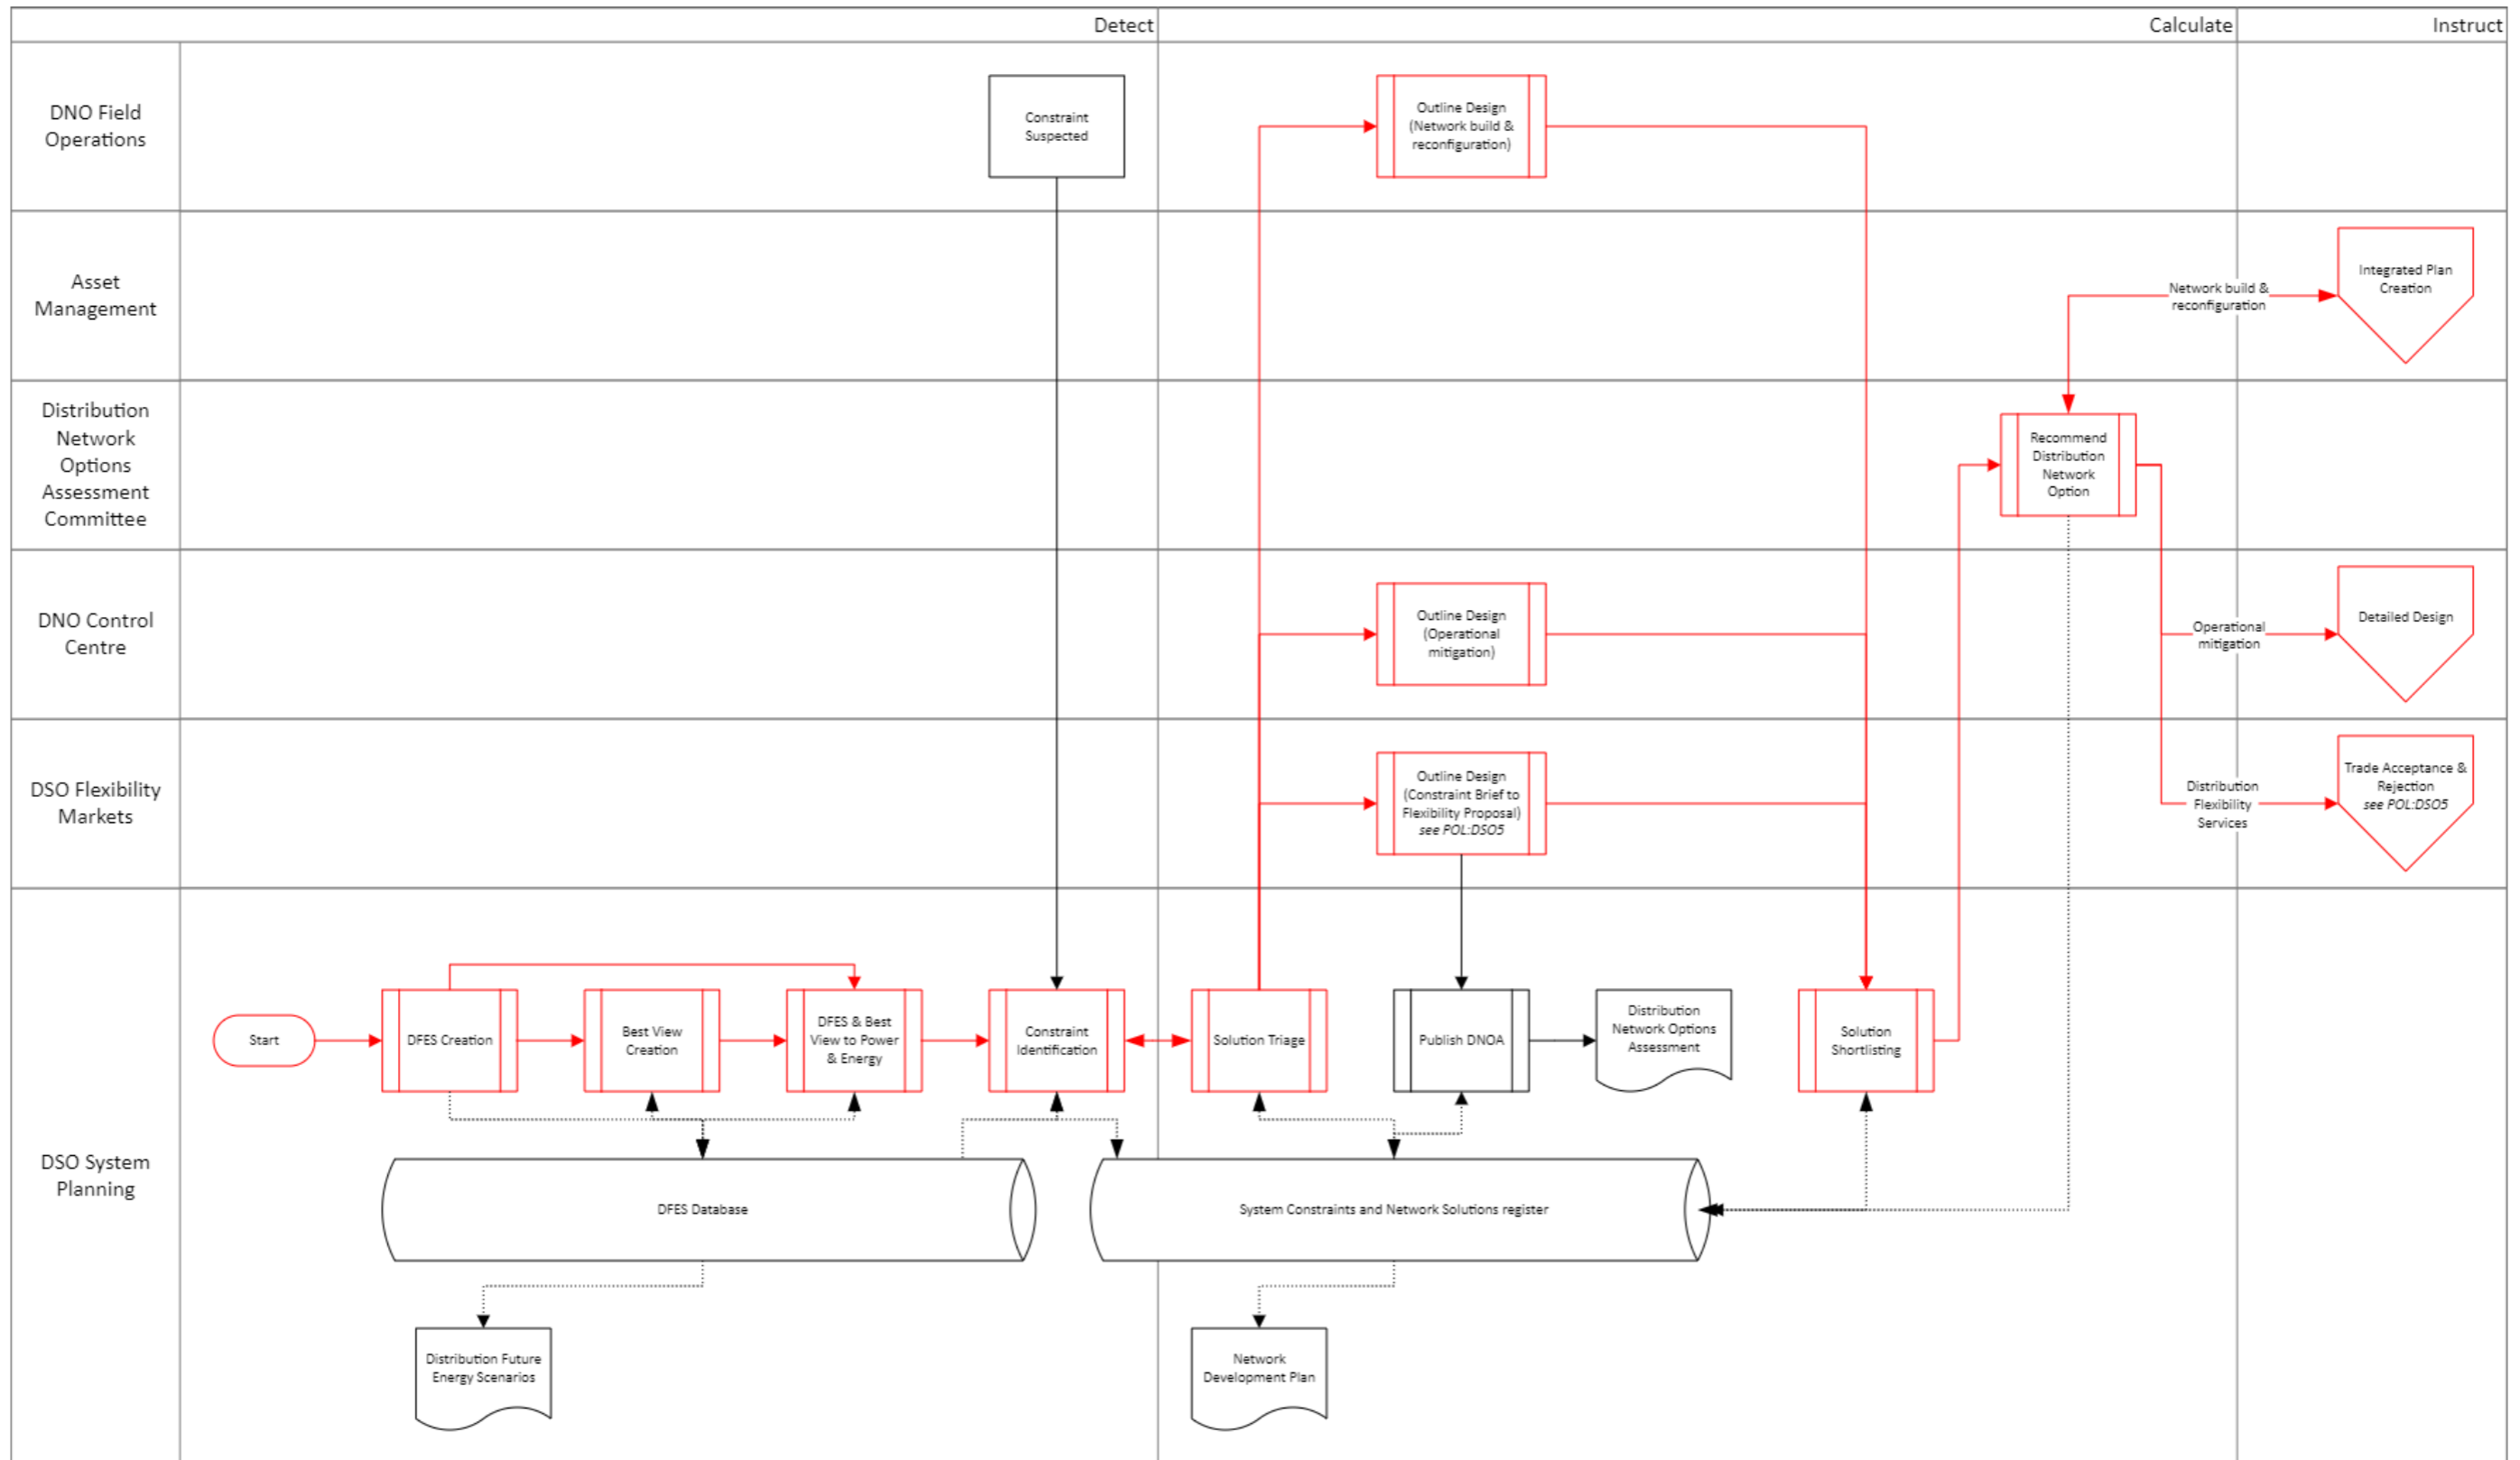 Detect
Calculate
Instruct
DNO Field
Operations
Constraint
Suspected
Outline Design
(Network build &
reconfiguration)
Asset
Management
Network build &
reconfiguration
Integrated Plan
Creation
Distribution
Network
Options
Assessment
Committee
Recommend
Distribution
Network
Option
DNO Control
Centre
Outline Design
(Operational
mitigation)
Operational
mitigation
Detailed Design
DSO Flexibility
Markets
Outline Design
(Constraint Brief to
Flexibility Proposal)
see POL:DSO5
Distribution
Flexibility
Services
Trade Acceptance &
Rejection
see POL:DSO5
DSO System
Planning
Start
DFES Creation
Best View
Creation
DFES & Best
View to Power
& Energy
Constraint
Identification
Solution Triage
Publish DNOA
Distribution
Network Options
Assessment
Solution
Shortlisting
DFES Database
System Constraints and Network Solutions register
Distribution Future
Energy Scenarios
Network
Development Plan